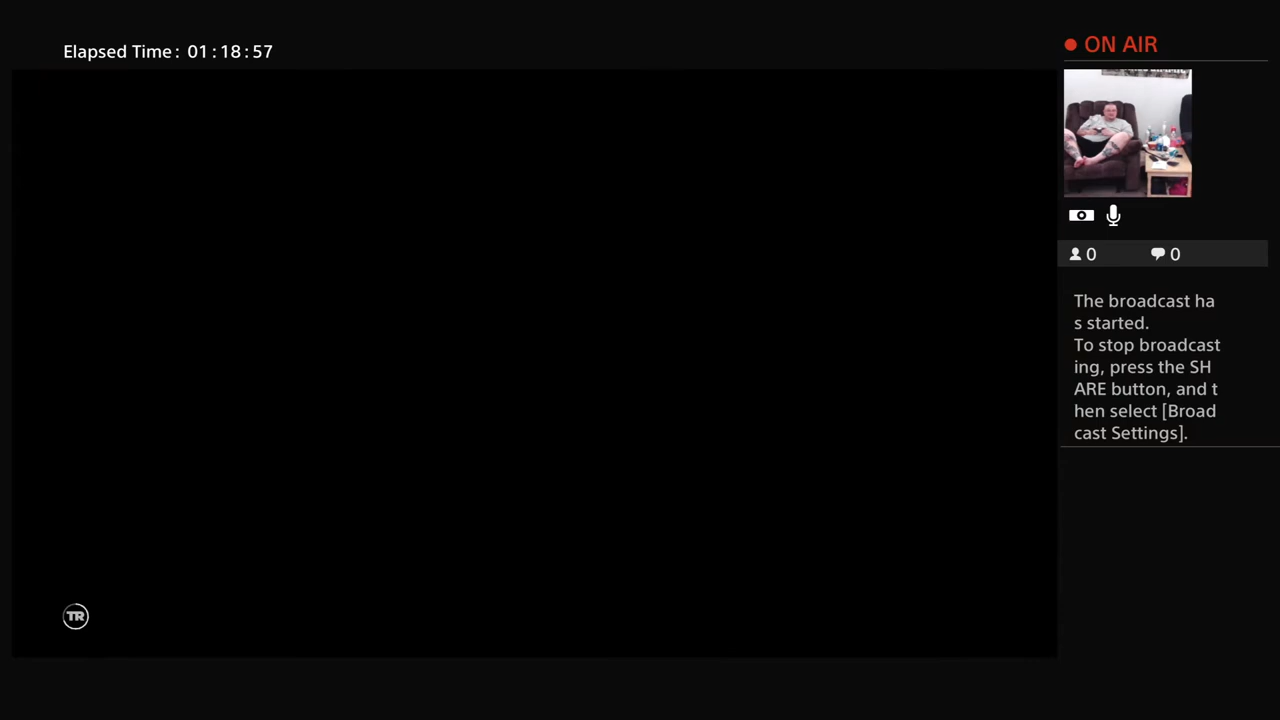 Elapsed Time: 01:18:57
ON AIR
0 0
The broadcast ha
s started.
To stop broadcast
ing, press the SH
ARE button, and t
hen select [Broad
cast Settings].
TR